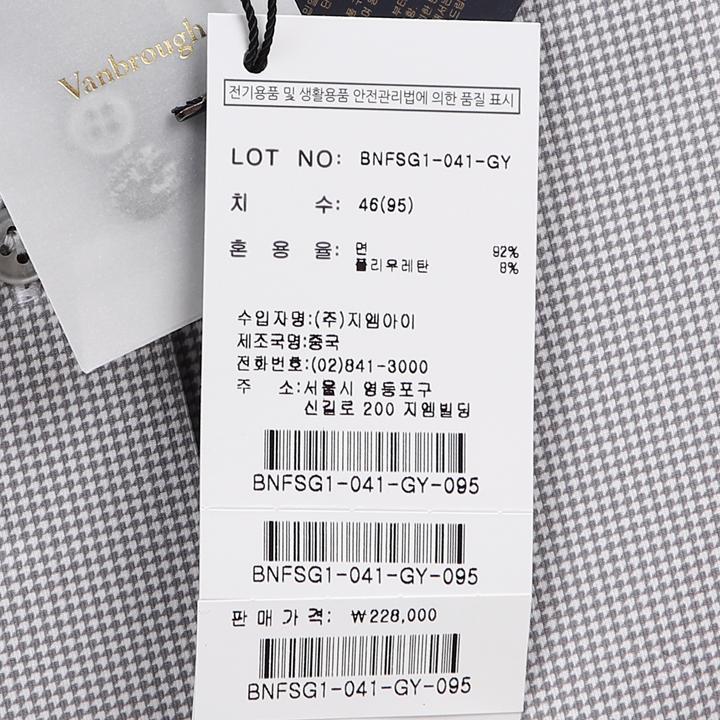 Vanbrough
전기용품 및 생활용품 안전관리법에 의한 품질 표시
LOT NO: BNFSG1-041-GY
치 수: 46(95)
혼 용 율: 면 92%
폴리우레탄 8%
수입자명:(주)지엠아이
제조국명:중국
전화번호:(02)841-3000
주 소:서울시 영등포구
신길로 200 지엠빌딩
BNFSG1-041-GY-095
BNFSG1-041-GY-095
판 매 가 격: ₩228,000
BNFSG1-041-GY-095